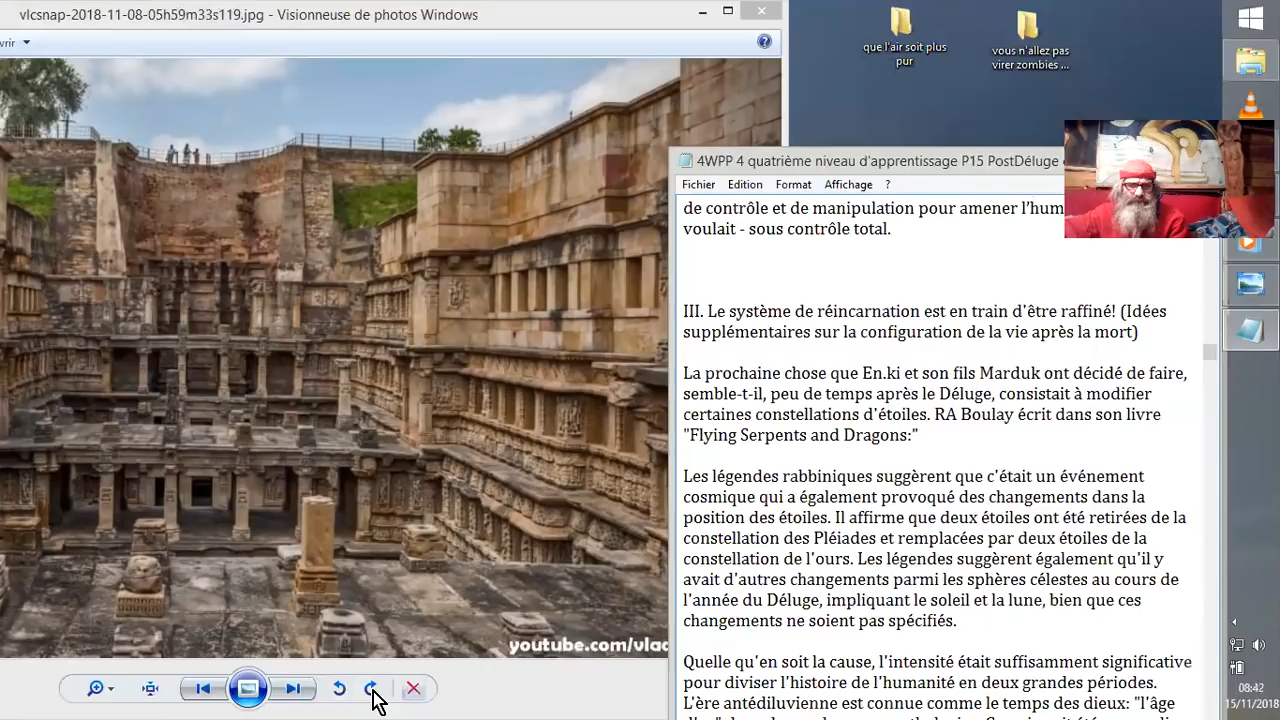 vlcsnap-2018-11-08-05h59m33s119.jpg - Visionneuse de photos Windows
vrir
que l'air soit plus
pur
vous n'allez pas
virer zombies ...
4WPP 4 quatrième niveau d'apprentissage P15 PostDéluge
Fichier Edition Format Affichage ?
de contrôle et de manipulation pour amener l'hum
voulait - sous contrôle total.
III. Le système de réincarnation est en train d'être raffiné! (Idées
supplémentaires sur la configuration de la vie après la mort)
La prochaine chose que En.ki et son fils Marduk ont décidé de faire,
semble-t-il, peu de temps après le Déluge, consistait à modifier
certaines constellations d'étoiles. RA Boulay écrit dans son livre
"Flying Serpents and Dragons:"
Les légendes rabbiniques suggèrent que c'était un événement
cosmique qui a également provoqué des changements dans la
position des étoiles. Il affirme que deux étoiles ont été retirées de la
constellation des Pléiades et remplacées par deux étoiles de la
constellation de l'ours. Les légendes suggèrent également qu'il y
avait d'autres changements parmi les sphères célestes au cours de
l'année du Déluge, impliquant le soleil et la lune, bien que ces
changements ne soient pas spécifiés.
Quelle qu'en soit la cause, l'intensité était suffisamment significative
pour diviser l'histoire de l'humanité en deux grandes périodes.
L'ère antédiluvienne est connue comme le temps des dieux: "l'âge
youtube.com/vlad
08:42
15/11/2018